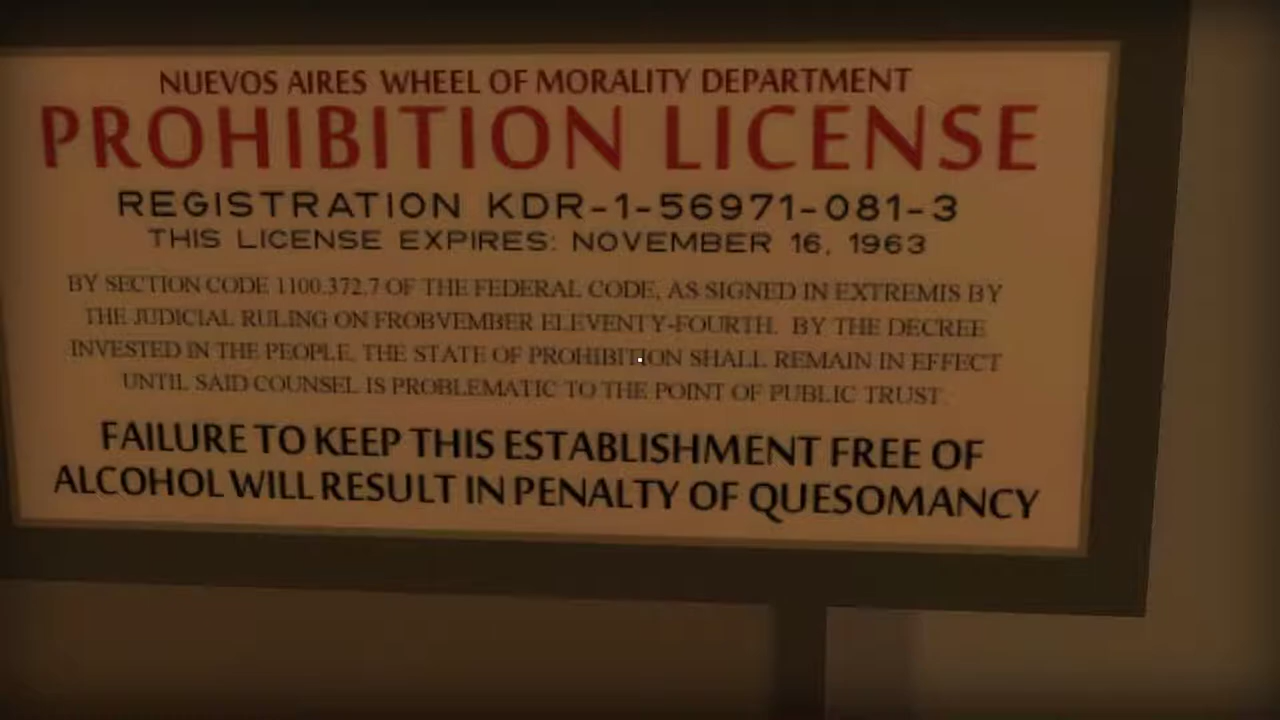 NUEVOS AIRES WHEEL OF MORALITY DEPARTMENT
PROHIBITION LICENSE
REGISTRATION KDR-1-56971-081-3
THIS LICENSE EXPIRES: NOVEMBER 16, 1963
BY SECTION CODE 1100.372.7 OF THE FEDERAL CODE, AS SIGNED IN EXTREMIS BY
THE JUDICIAL RULING ON FROBVEMBER ELEVENTY-FOURTH. BY THE DECREE
INVESTED IN THE PEOPLE, THE STATE OF PROHIBITION SHALL REMAIN IN EFFECT
UNTIL SAID COUNSEL IS PROBLEMATIC TO THE POINT OF PUBLIC TRUST.
FAILURE TO KEEP THIS ESTABLISHMENT FREE OF
ALCOHOL WILL RESULT IN PENALTY OF QUESOMANCY